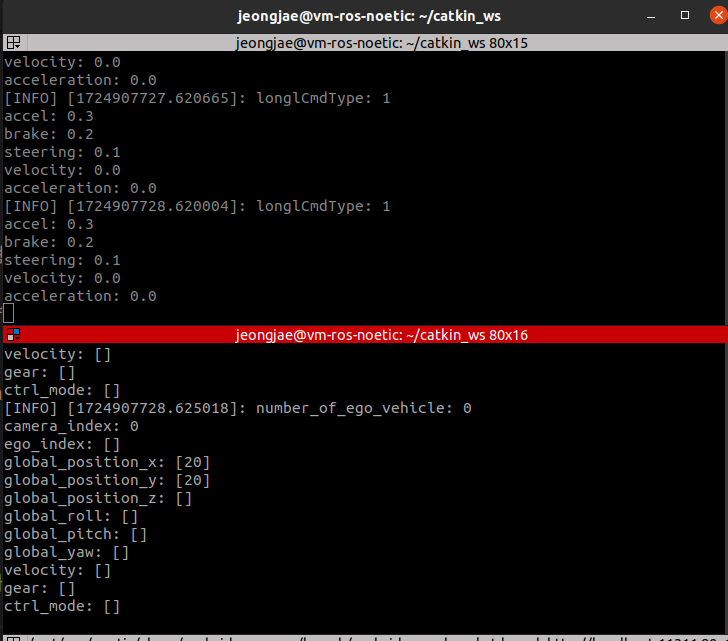 jeongjae@vm-ros-noetic: ~/catkin_ws
jeongjae@vm-ros-noetic: ~/catkin_ws 80x15
velocity: 0.0
acceleration: 0.0
[INFO] [1724907727.620665]: longlCmdType: 1
accel: 0.3
brake: 0.2
steering: 0.1
velocity: 0.0
acceleration: 0.0
[INFO] [1724907728.620004]: longlCmdType: 1
accel: 0.3
brake: 0.2
steering: 0.1
velocity: 0.0
acceleration: 0.0
jeongjae@vm-ros-noetic: ~/catkin_ws 80x16
velocity: []
gear: []
ctrl_mode: []
[INFO] [1724907728.625018]: number_of_ego_vehicle: 0
camera_index: 0
ego_index: []
global_position_x: [20]
global_position_y: [20]
global_position_z: []
global_roll: []
global_pitch: []
global_yaw: []
velocity: []
gear: []
ctrl_mode: []